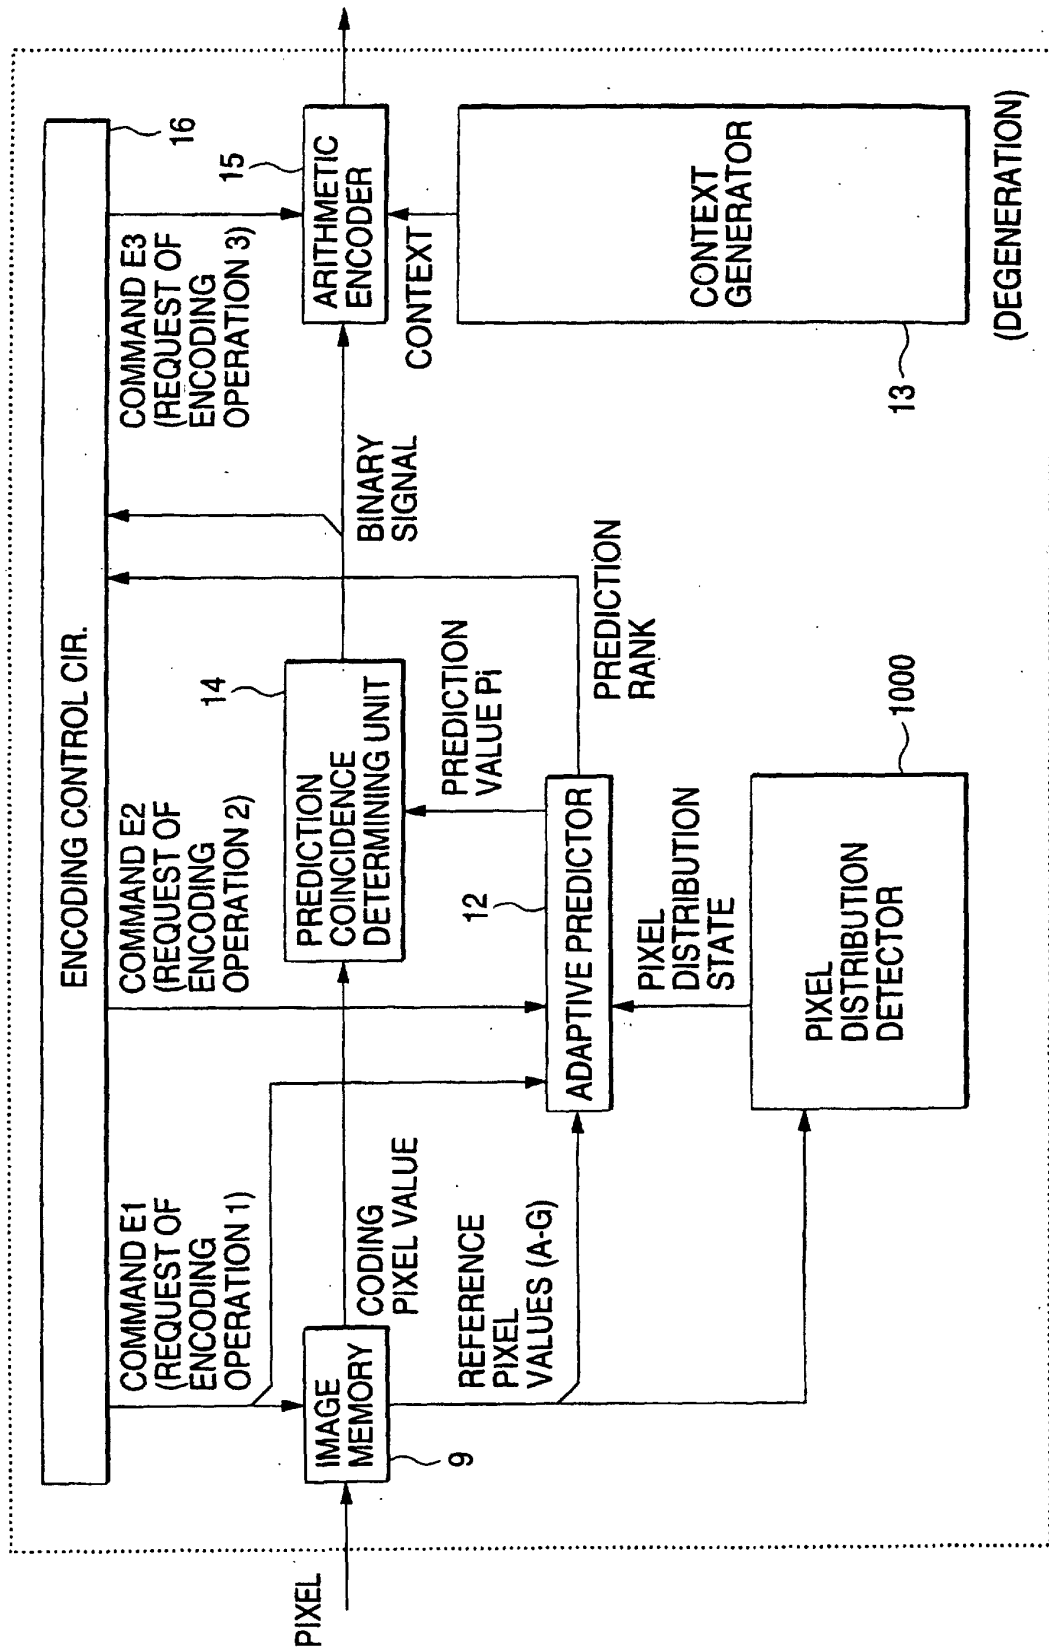 ENCODING CONTROL CIR.
16
COMMAND E1
(REQUEST OF
ENCODING
OPERATION 1)
COMMAND E2
(REQUEST OF
ENCODING
OPERATION 2)
COMMAND E3
(REQUEST OF
ENCODING
OPERATION 3)
PIXEL
IMAGE
MEMORY
9
CODING
PIXEL VALUE
14
PREDICTION
COINCIDENCE
DETERMINING UNIT
BINARY
SIGNAL
15
ARITHMETIC
ENCODER
CONTEXT
REFERENCE
PIXEL
VALUES (A-G)
12
ADAPTIVE PREDICTOR
PREDICTION
VALUE Pi
PREDICTION
RANK
PIXEL
DISTRIBUTION
STATE
PIXEL
DISTRIBUTION
DETECTOR
1000
CONTEXT
GENERATOR
13
(DEGENERATION)